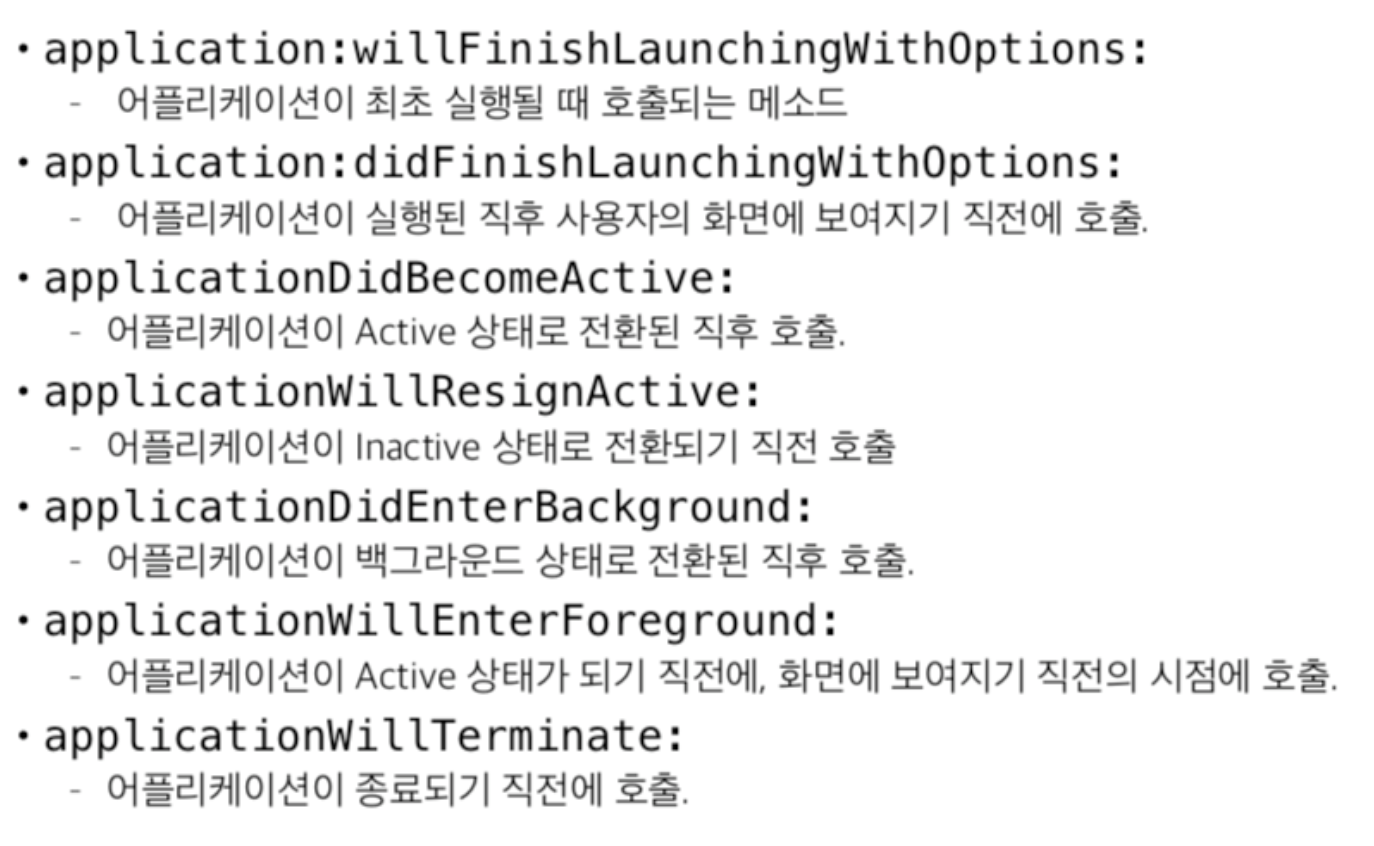 • application:willFinishLaunchingWithOptions:
- 어플리케이션이 최초 실행될 때 호출되는 메소드
• application:didFinishLaunchingWithOptions:
- 어플리케이션이 실행된 직후 사용자의 화면에 보여지기 직전에 호출.
• applicationDidBecomeActive:
- 어플리케이션이 Active 상태로 전환된 직후 호출.
• applicationWillResignActive:
- 어플리케이션이 Inactive 상태로 전환되기 직전 호출
• applicationDidEnterBackground:
- 어플리케이션이 백그라운드 상태로 전환된 직후 호출.
• applicationWillEnterForeground:
- 어플리케이션이 Active 상태가 되기 직전에, 화면에 보여지기 직전의 시점에 호출.
• applicationWillTerminate:
- 어플리케이션이 종료되기 직전에 호출.